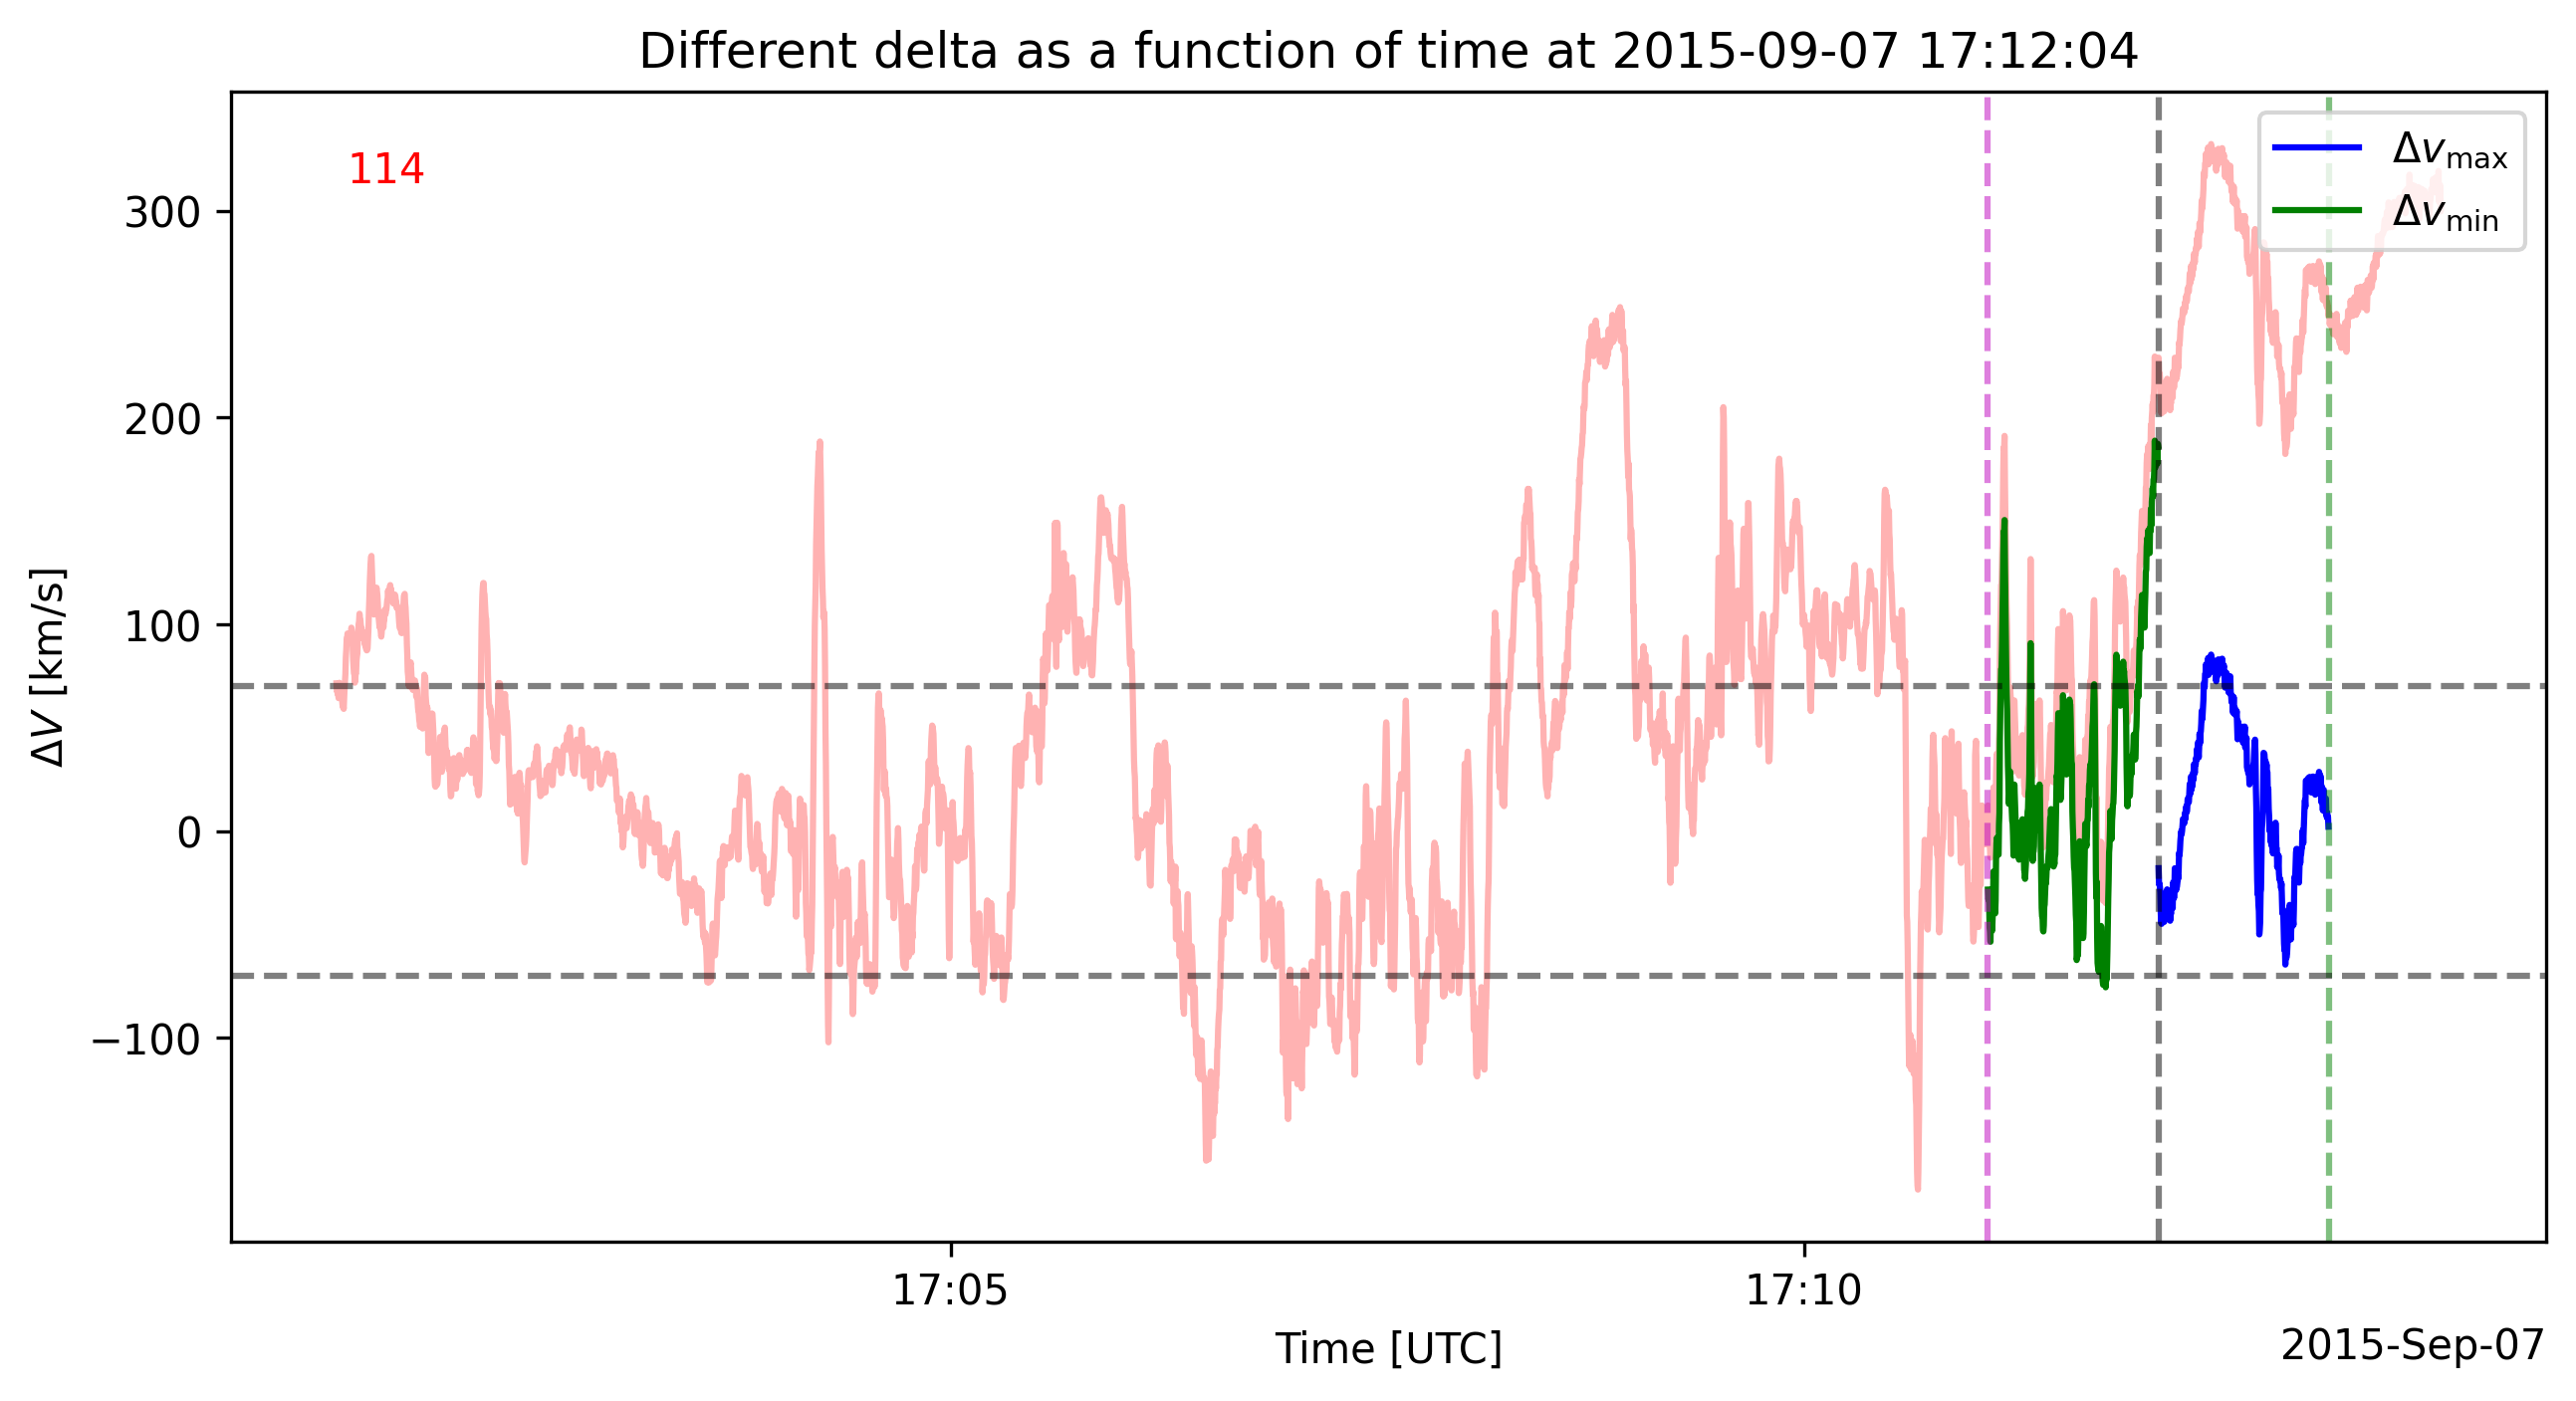 Different delta as a function of time at 2015-09-07 17:12:04
114
Δv_max
Δv_min
ΔV [km/s]
300
200
100
0
−100
17:05
17:10
Time [UTC]
2015-Sep-07